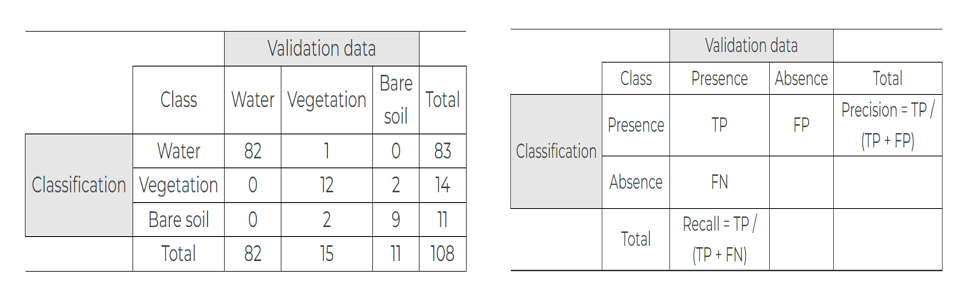 Validation data
Class Water Vegetation Bare soil Total
Classification
Water 82 1 0 83
Vegetation 0 12 2 14
Bare soil 0 2 9 11
Total 82 15 11 108
Validation data
Class Presence Absence Total
Classification
Presence TP FP Precision = TP / (TP + FP)
Absence FN
Total Recall = TP / (TP + FN)